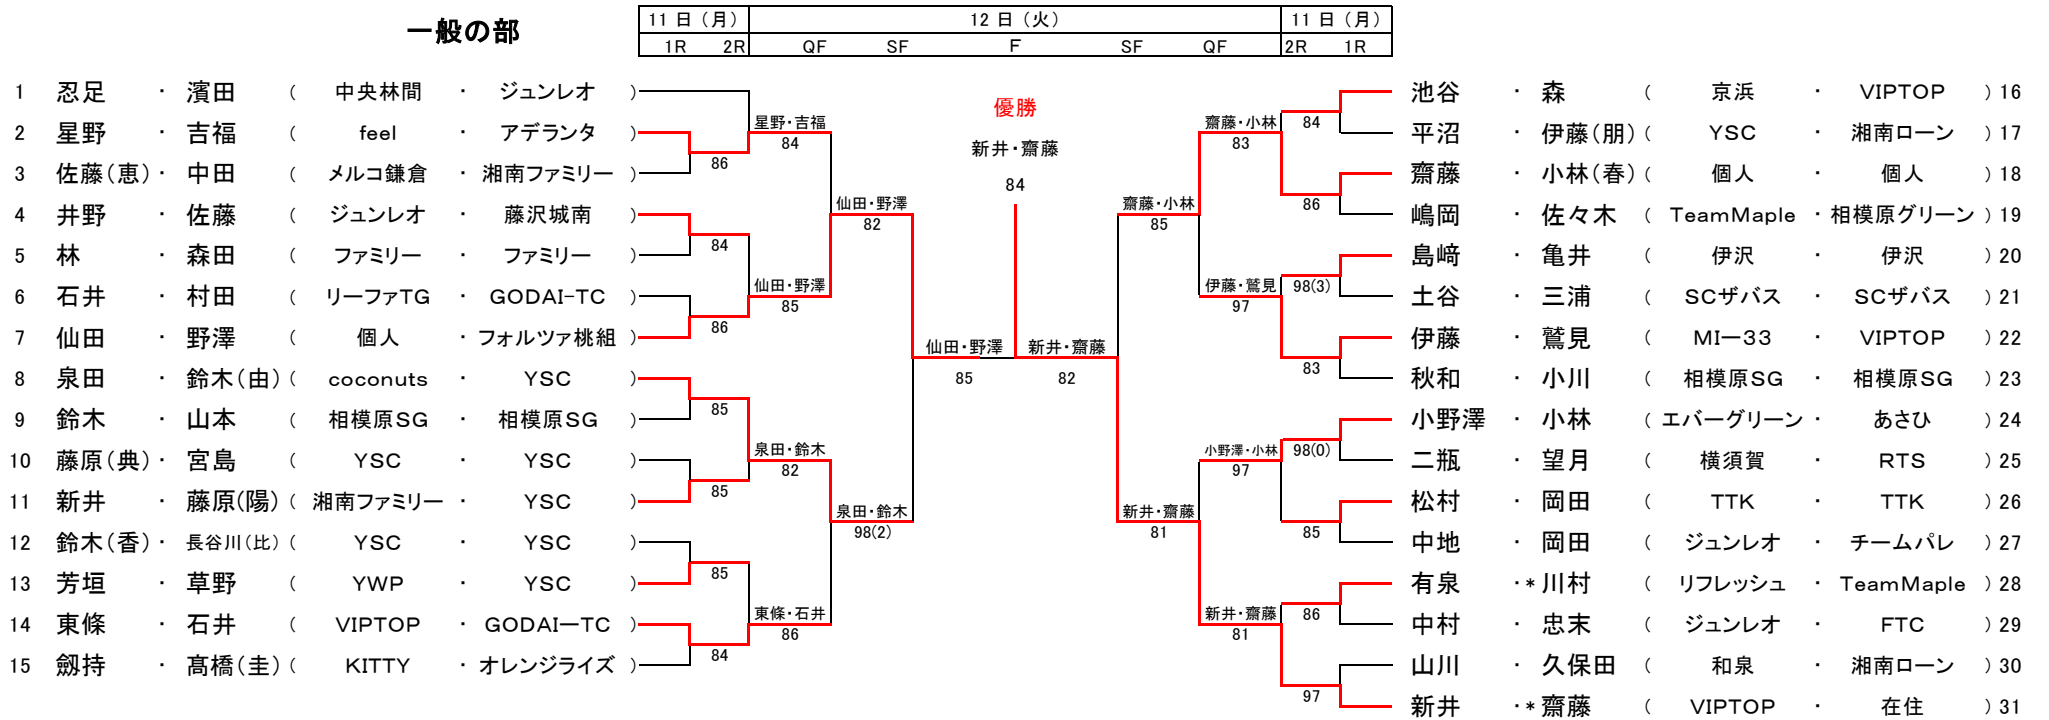 一般の部
11 日 (月) 12 日 (火) 11 日 (月)
1R 2R QF SF F SF QF 2R 1R
1 忍足 ・ 濱田 ( 中央林間 ・ ジュンレオ )
2 星野 ・ 吉福 ( feel ・ アデランタ )
3 佐藤(恵) ・ 中田 ( メルコ鎌倉 ・ 湘南ファミリー )
4 井野 ・ 佐藤 ( ジュンレオ ・ 藤沢城南 )
5 林 ・ 森田 ( ファミリー ・ ファミリー )
6 石井 ・ 村田 ( リーファTG ・ GODAI-TC )
7 仙田 ・ 野澤 ( 個人 ・ フォルツァ桃組 )
8 泉田 ・ 鈴木(由) ( coconuts ・ YSC )
9 鈴木 ・ 山本 ( 相模原SG ・ 相模原SG )
10 藤原(典) ・ 宮島 ( YSC ・ YSC )
11 新井 ・ 藤原(陽) ( 湘南ファミリー ・ YSC )
12 鈴木(香) ・ 長谷川(比) ( YSC ・ YSC )
13 芳垣 ・ 草野 ( YWP ・ YSC )
14 東條 ・ 石井 ( VIPTOP ・ GODAIーTC )
15 劔持 ・ 髙橋(圭) ( KITTY ・ オレンジライズ )
86
84
86
85
85
85
84
星野・吉福
84
仙田・野澤
85
泉田・鈴木
82
東條・石井
86
仙田・野澤
82
泉田・鈴木
98(2)
仙田・野澤
85
優勝
新井・齋藤
84
新井・齋藤
82
齋藤・小林
85
新井・齋藤
81
齋藤・小林
83
伊藤・鷲見
97
小野澤・小林
97
新井・齋藤
81
84
86
98(3)
83
98(0)
85
86
97
池谷 ・ 森 ( 京浜 ・ VIPTOP ) 16
平沼 ・ 伊藤(朋) ( YSC ・ 湘南ローン ) 17
齋藤 ・ 小林(春) ( 個人 ・ 個人 ) 18
嶋岡 ・ 佐々木 ( TeamMaple ・ 相模原グリーン ) 19
島﨑 ・ 亀井 ( 伊沢 ・ 伊沢 ) 20
土谷 ・ 三浦 ( SCザバス ・ SCザバス ) 21
伊藤 ・ 鷲見 ( MIー33 ・ VIPTOP ) 22
秋和 ・ 小川 ( 相模原SG ・ 相模原SG ) 23
小野澤 ・ 小林 ( エバーグリーン ・ あさひ ) 24
二瓶 ・ 望月 ( 横須賀 ・ RTS ) 25
松村 ・ 岡田 ( TTK ・ TTK ) 26
中地 ・ 岡田 ( ジュンレオ ・ チームパレ ) 27
有泉 ・* 川村 ( リフレッシュ ・ TeamMaple ) 28
中村 ・ 忠末 ( ジュンレオ ・ FTC ) 29
山川 ・ 久保田 ( 和泉 ・ 湘南ローン ) 30
新井 ・* 齋藤 ( VIPTOP ・ 在住 ) 31